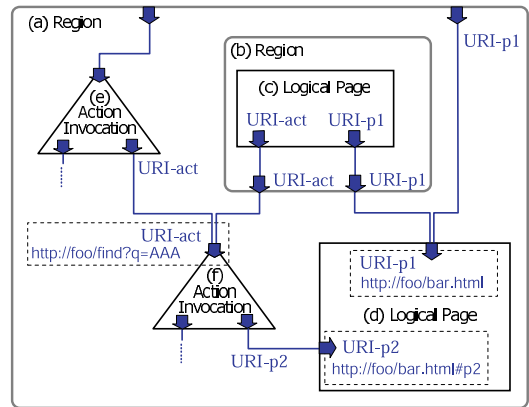 (a) Region
URI-p1
(b) Region
(e)
Action
Invocation
(c) Logical Page
URI-act
URI-p1
URI-act
URI-act
URI-p1
URI-act
http://foo/find?q=AAA
URI-p1
http://foo/bar.html
(f)
Action
Invocation
(d) Logical Page
URI-p2
URI-p2
http://foo/bar.html#p2